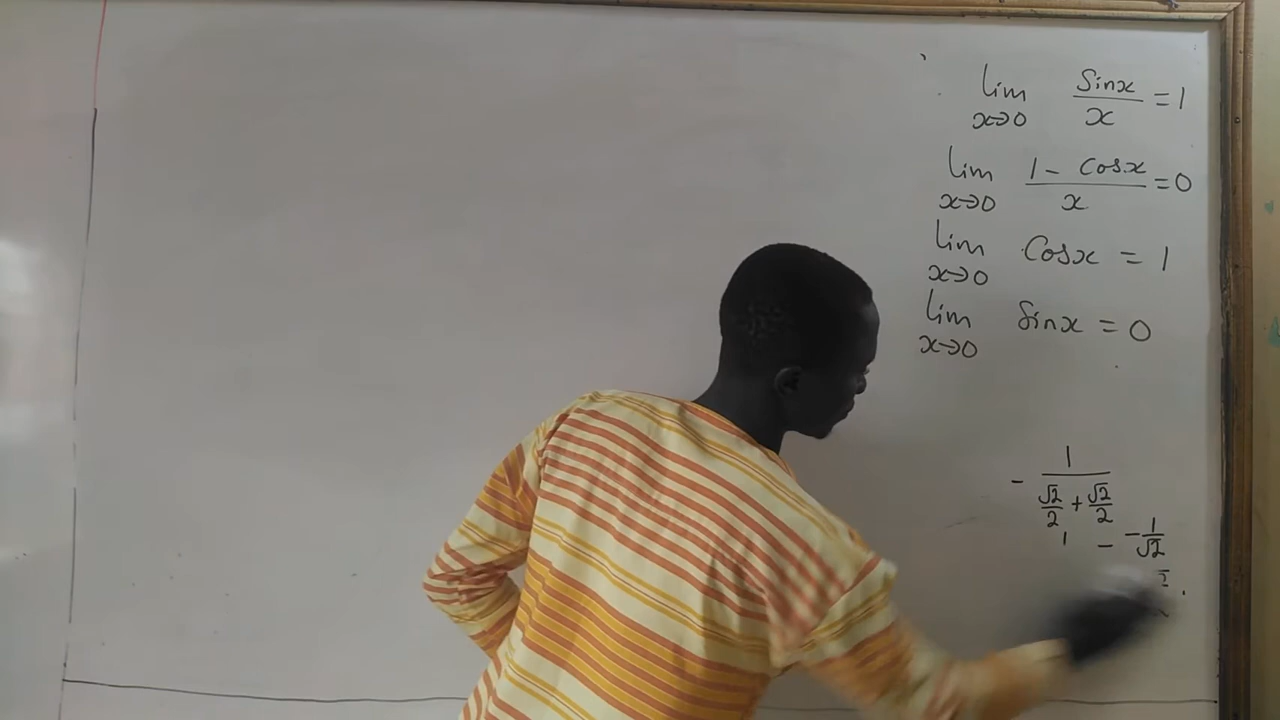 lim x→0 Sinx/x = 1
lim x→0 1 - Cosx/x = 0
lim x→0 Cosx = 1
lim x→0 Sinx = 0
- 1/(√2/2 + √2/2)
- -1/√2